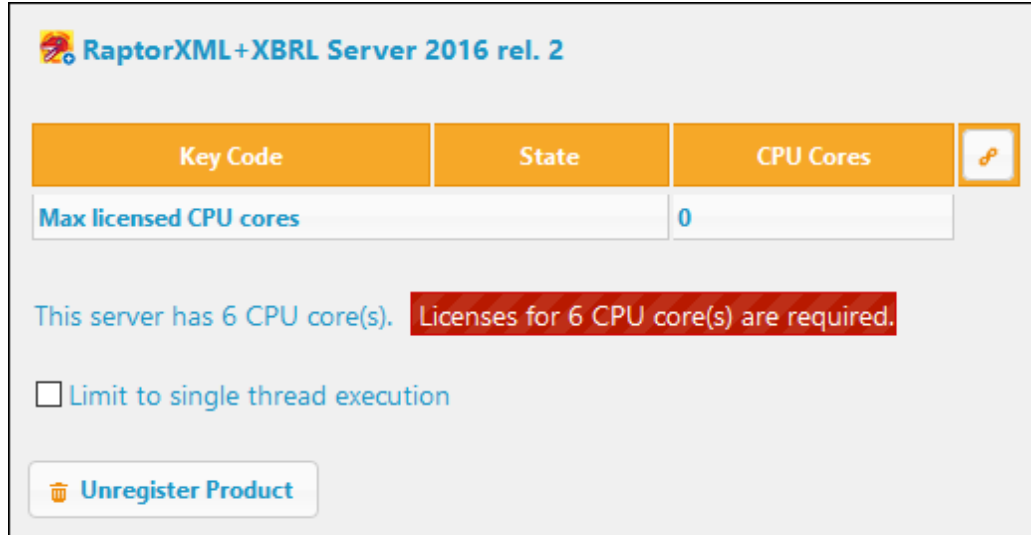 RaptorXML+XBRL Server 2016 rel. 2
Key Code State CPU Cores
Max licensed CPU cores 0
This server has 6 CPU core(s). Licenses for 6 CPU core(s) are required.
Limit to single thread execution
Unregister Product